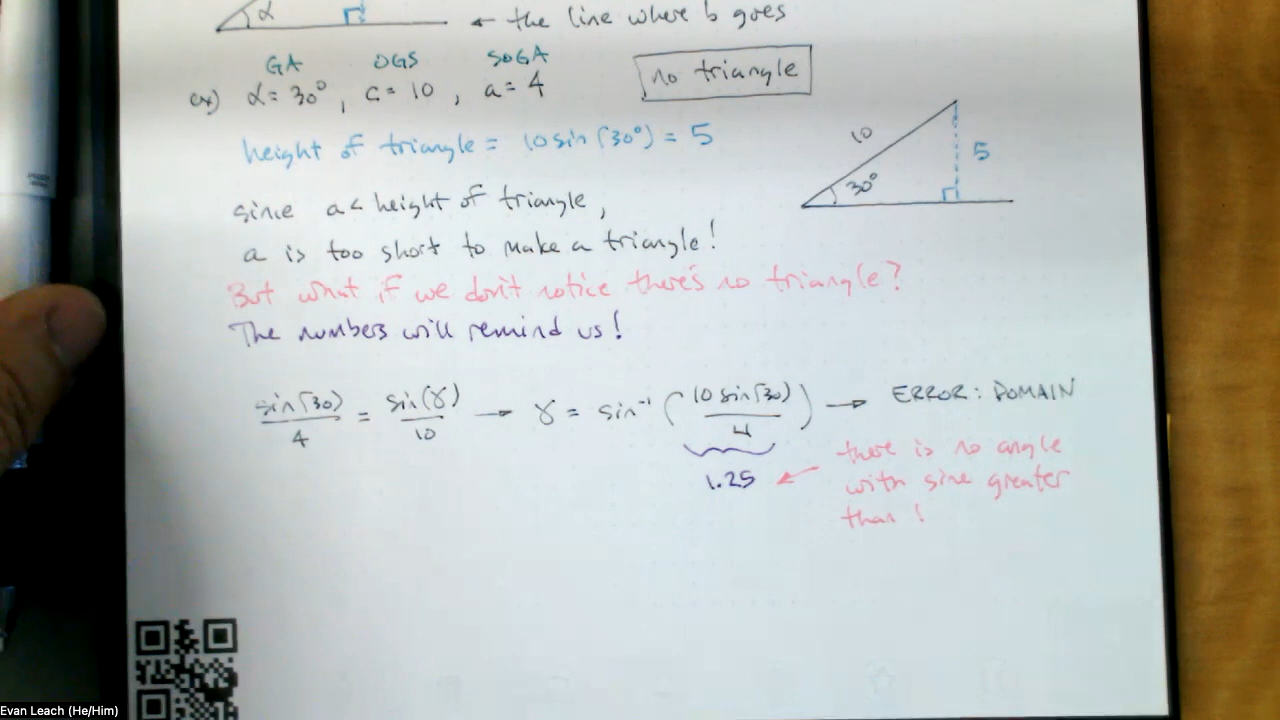 α
← the line where b goes
GA OGS SOGA
ex) α = 30°, c = 10, a = 4
no triangle
height of triangle = 10 sin(30°) = 5
10
5
30°
since a < height of triangle,
a is too short to make a triangle!
But what if we don't notice there's no triangle?
The numbers will remind us!
sin(30)/4 = sin(γ)/10 → γ = sin⁻¹(10 sin(30)/4) → ERROR: DOMAIN
1.25 ←
there is no angle
with sine greater
than 1
Evan Leach (He/Him)